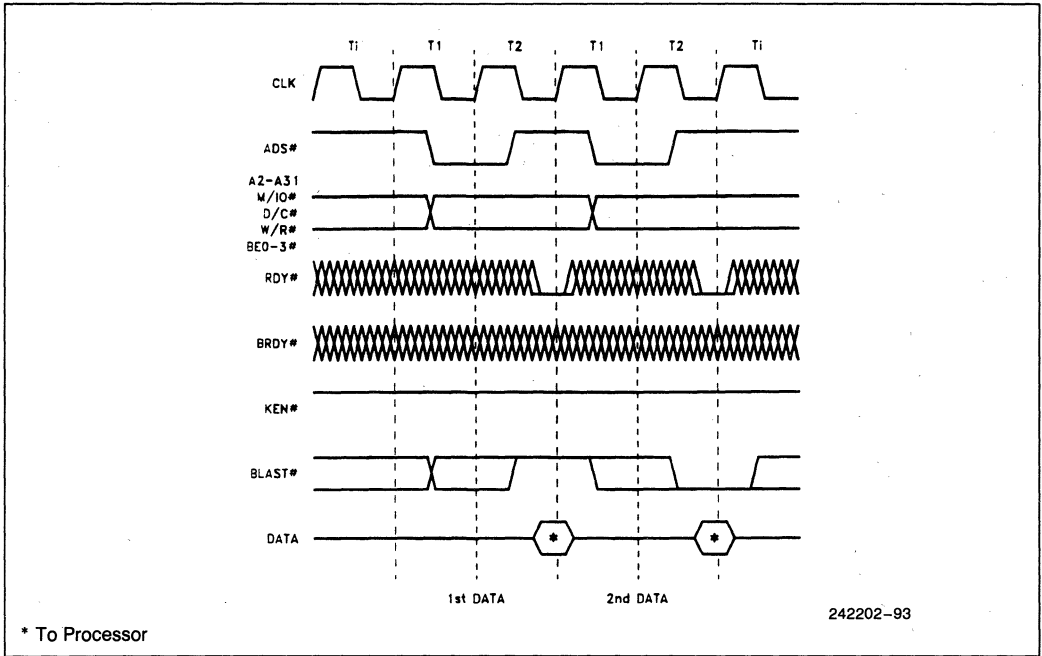 Ti T1 T2 T1 T2 Ti
CLK
ADS#
A2-A31
M/IO#
D/C#
W/R#
BE0-3#
RDY#
BRDY#
KEN#
BLAST#
DATA
* *
1st DATA 2nd DATA
242202-93
* To Processor